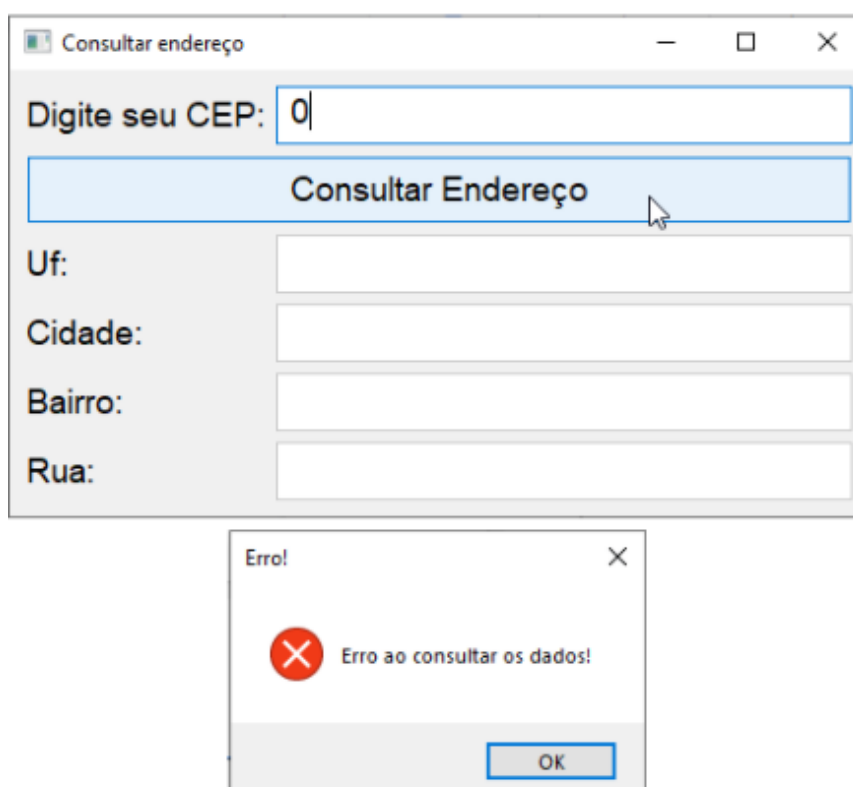 Consultar endereço
Digite seu CEP: 0
Consultar Endereço
Uf:
Cidade:
Bairro:
Rua:
Erro!
Erro ao consultar os dados!
OK